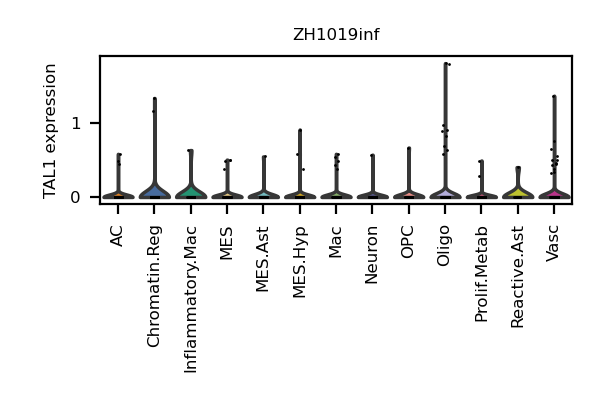 ZH1019inf
TAL1 expression
1
0
AC
Chromatin.Reg
Inflammatory.Mac
MES
MES.Ast
MES.Hyp
Mac
Neuron
OPC
Oligo
Prolif.Metab
Reactive.Ast
Vasc